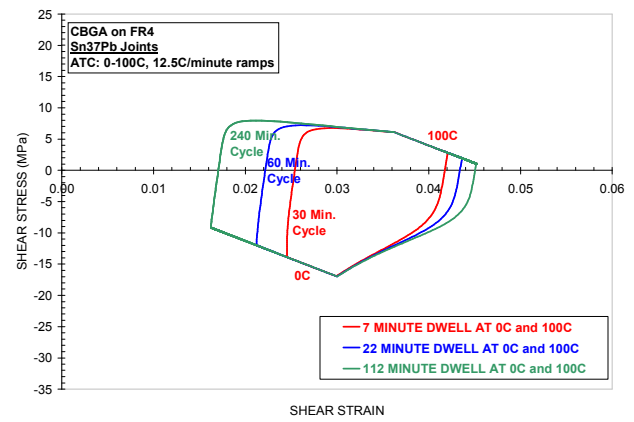 CBGA on FR4
Sn37Pb Joints
ATC: 0-100C, 12.5C/minute ramps
25
20
15
10
5
0
-5
-10
-15
-20
-25
-30
-35
SHEAR STRESS (MPa)
0.00
0.01
0.02
0.03
0.04
0.05
0.06
240 Min.
Cycle
60 Min.
Cycle
30 Min.
Cycle
100C
0C
7 MINUTE DWELL AT 0C and 100C
22 MINUTE DWELL AT 0C and 100C
112 MINUTE DWELL AT 0C and 100C
SHEAR STRAIN